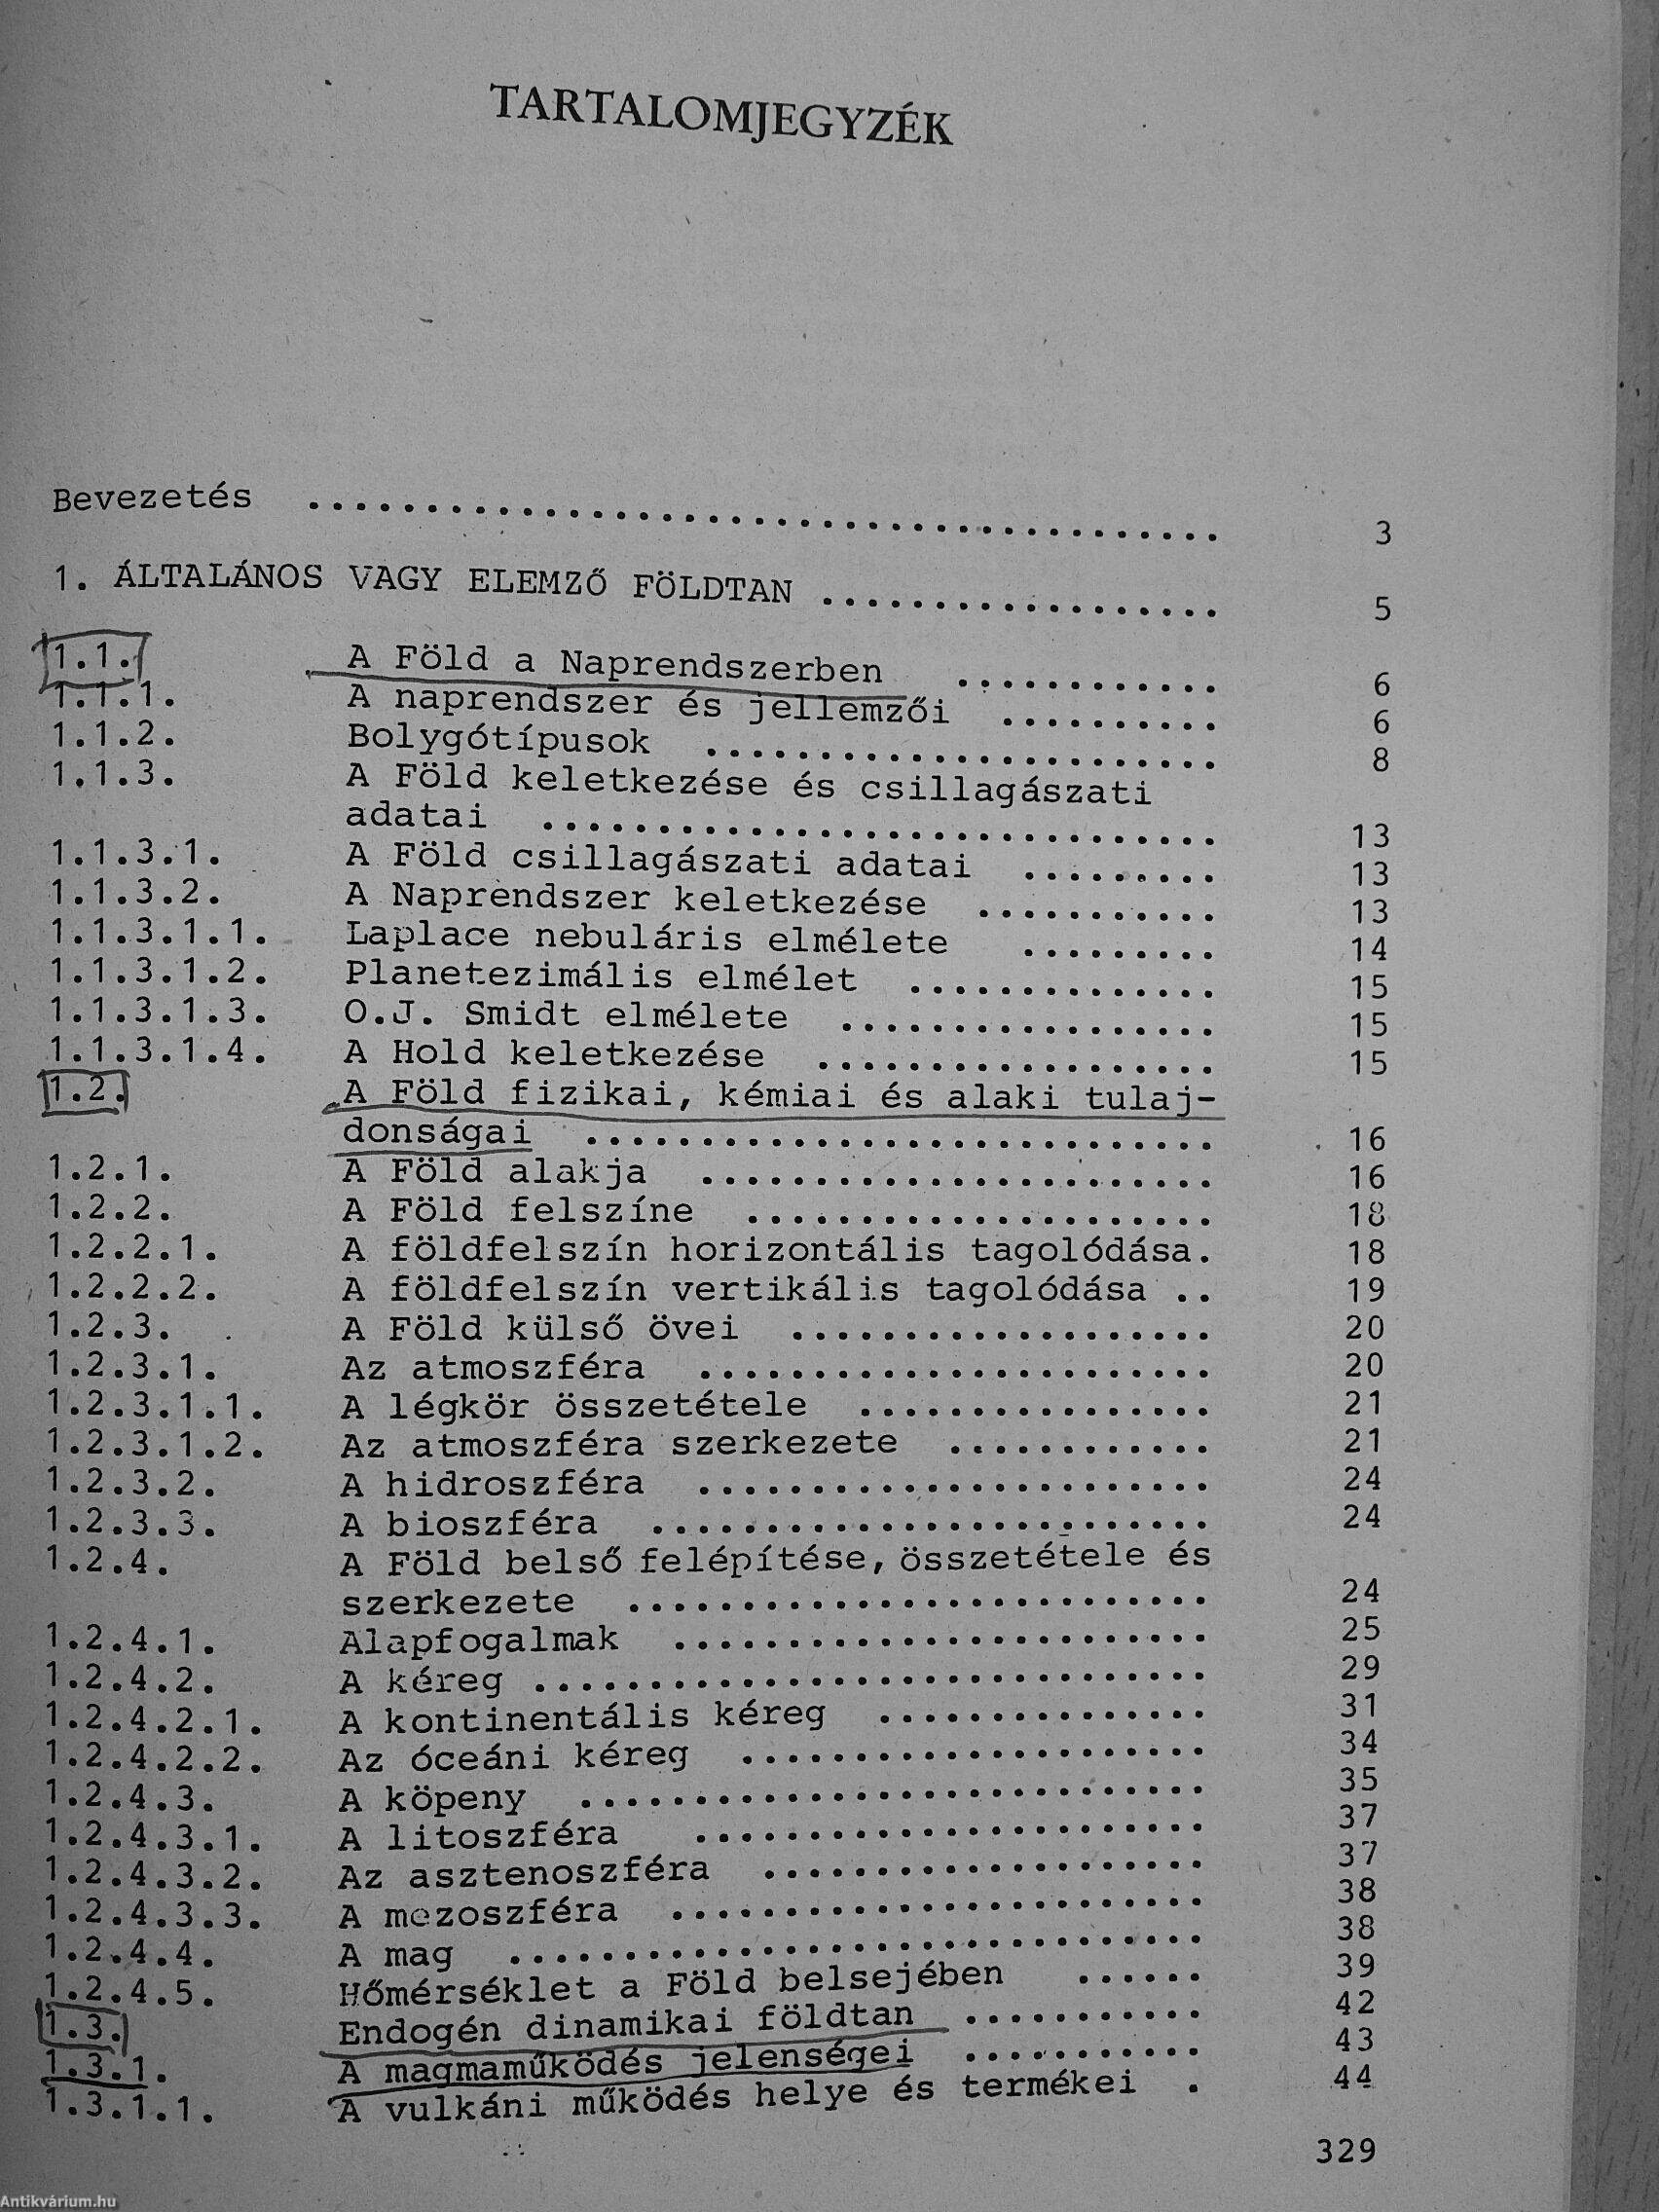 TARTALOMJEGYZÉK
Bevezetés ........................................ 3
1. ÁLTALÁNOS VAGY ELEMZŐ FÖLDTAN .................. 5
1.1. A Föld a Naprendszerben ............ 6
1.1.1. A naprendszer és jellemzői .......... 6
1.1.2. Bolygótípusok ...................... 8
1.1.3. A Föld keletkezése és csillagászati
adatai .............................. 13
1.1.3.1. A Föld csillagászati adatai ......... 13
1.1.3.2. A Naprendszer keletkezése ........... 13
1.1.3.1.1. Laplace nebuláris elmélete ......... 14
1.1.3.1.2. Planetezimális elmélet .............. 15
1.1.3.1.3. O.J. Smidt elmélete ................. 15
1.1.3.1.4. A Hold keletkezése .................. 15
1.2. A Föld fizikai, kémiai és alaki tulaj-
donságai ............................ 16
1.2.1. A Föld alakja ....................... 16
1.2.2. A Föld felszíne ..................... 18
1.2.2.1. A földfelszín horizontális tagolódása. 18
1.2.2.2. A földfelszín vertikális tagolódása .. 19
1.2.3. A Föld külső övei ................... 20
1.2.3.1. Az atmoszféra ....................... 20
1.2.3.1.1. A légkör összetétele ................ 21
1.2.3.1.2. Az atmoszféra szerkezete ............ 21
1.2.3.2. A hidroszféra ....................... 24
1.2.3.3. A bioszféra ......................... 24
1.2.4. A Föld belső felépítése, összetétele és
szerkezete .......................... 24
1.2.4.1. Alapfogalmak ........................ 25
1.2.4.2. A kéreg ............................. 29
1.2.4.2.1. A kontinentális kéreg ............... 31
1.2.4.2.2. Az óceáni kéreg ..................... 34
1.2.4.3. A köpeny ............................ 35
1.2.4.3.1. A litoszféra ....................... 37
1.2.4.3.2. Az asztenoszféra .................... 37
1.2.4.3.3. A mezoszféra ........................ 38
1.2.4.4. A mag ............................... 38
1.2.4.5. Hőmérséklet a Föld belsejében ...... 39
1.3. Endogén dinamikai földtan ........... 42
1.3.1. A magmaműködés jelenségei ........... 43
1.3.1.1. A vulkáni működés helye és termékei . 44
329
Antikvárium.hu